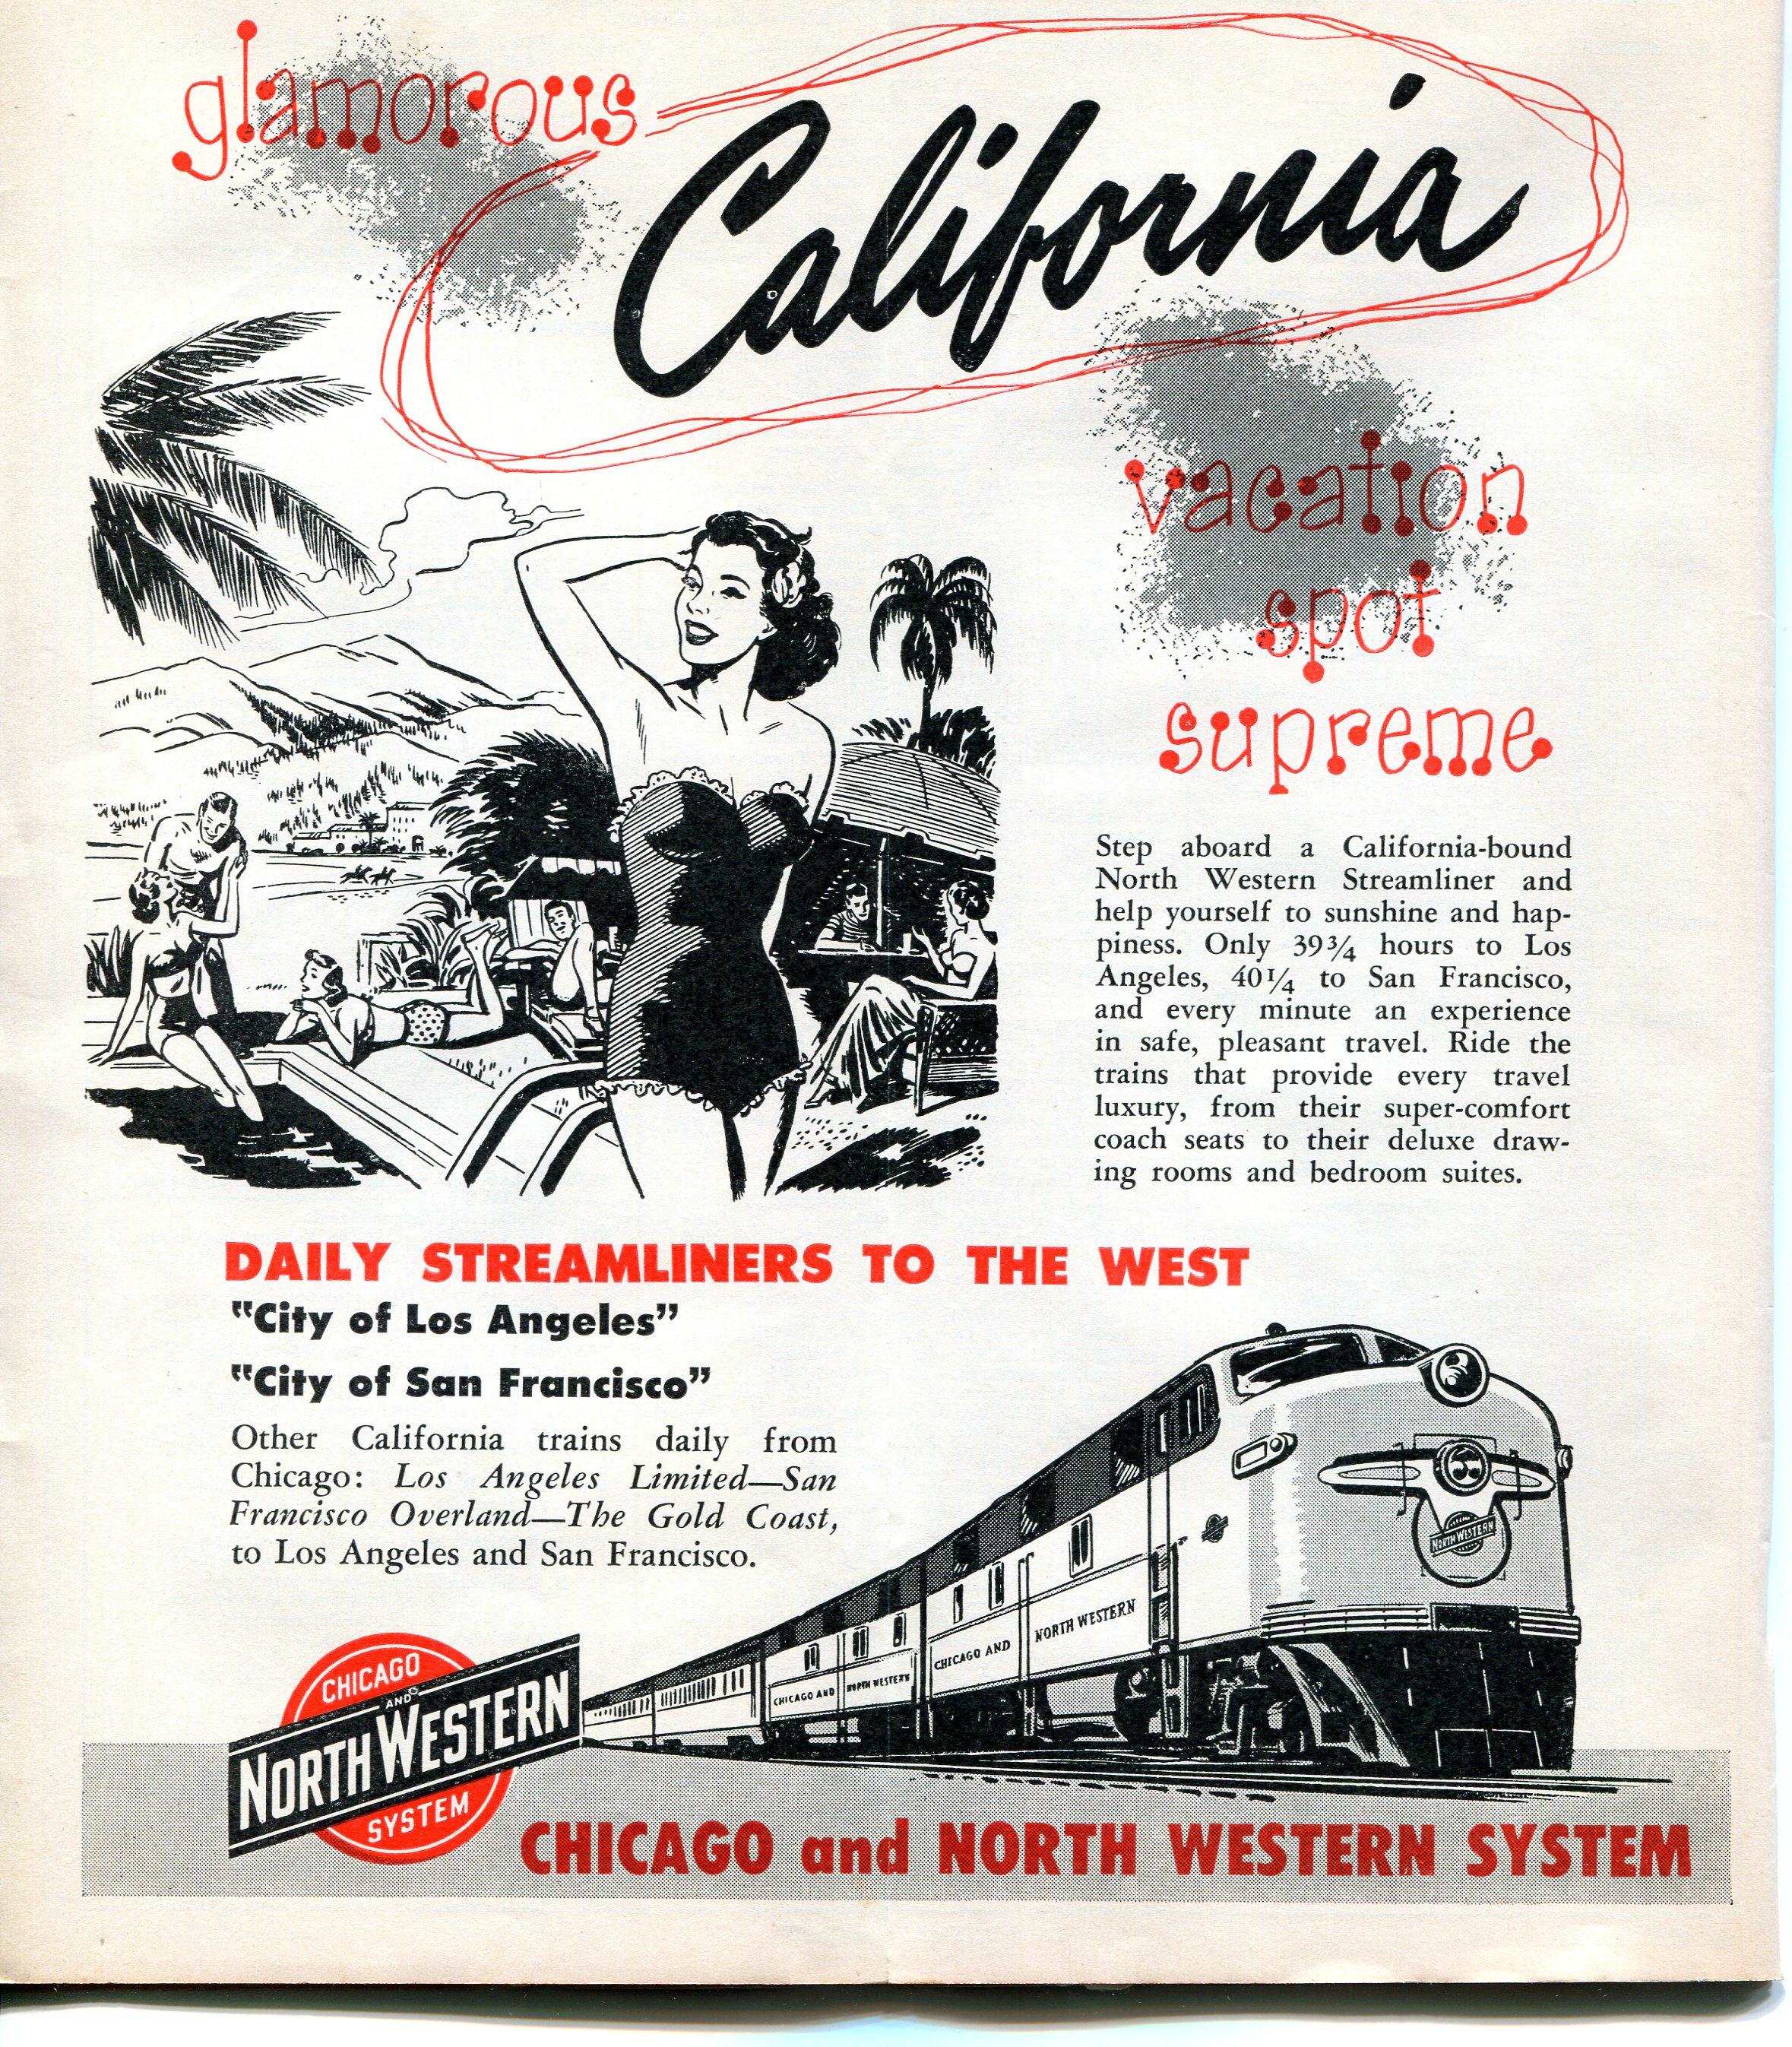 glamorous
California
vacation
spot
supreme
Step aboard a California-bound
North Western Streamliner and
help yourself to sunshine and hap-
piness. Only 39¾ hours to Los
Angeles, 40¼ to San Francisco,
and every minute an experience
in safe, pleasant travel. Ride the
trains that provide every travel
luxury, from their super-comfort
coach seats to their deluxe draw-
ing rooms and bedroom suites.
DAILY STREAMLINERS TO THE WEST
"City of Los Angeles"
"City of San Francisco"
Other California trains daily from
Chicago: Los Angeles Limited—San
Francisco Overland—The Gold Coast,
to Los Angeles and San Francisco.
NORTH WESTERN
CHICAGO AND NORTH WESTERN
CHICAGO AND NORTH WESTERN
CHICAGO
AND
NORTH WESTERN
SYSTEM
CHICAGO and NORTH WESTERN SYSTEM